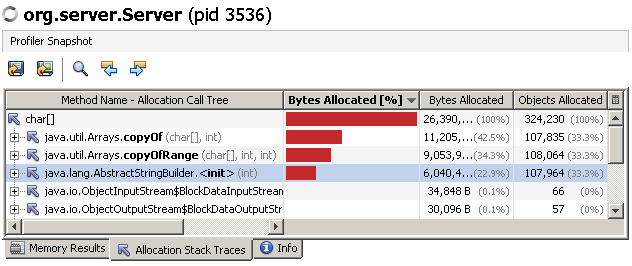 org.server.Server (pid 3536)
Profiler Snapshot
Method Name - Allocation Call Tree Bytes Allocated [%] Bytes Allocated Objects Allocated
char[] 26,390,... (100%) 324,230 (100%)
java.util.Arrays.copyOf (char[], int) 11,205,... (42.5%) 107,835 (33.3%)
java.util.Arrays.copyOfRange (char[], int, int) 9,053,9... (34.3%) 108,064 (33.3%)
java.lang.AbstractStringBuilder.<init> (int) 6,040,4... (22.9%) 107,964 (33.3%)
java.io.ObjectInputStream$BlockDataInputStream 34,848 B (0.1%) 66 (0%)
java.io.ObjectOutputStream$BlockDataOutputStr 30,096 B (0.1%) 57 (0%)
Memory Results Allocation Stack Traces Info